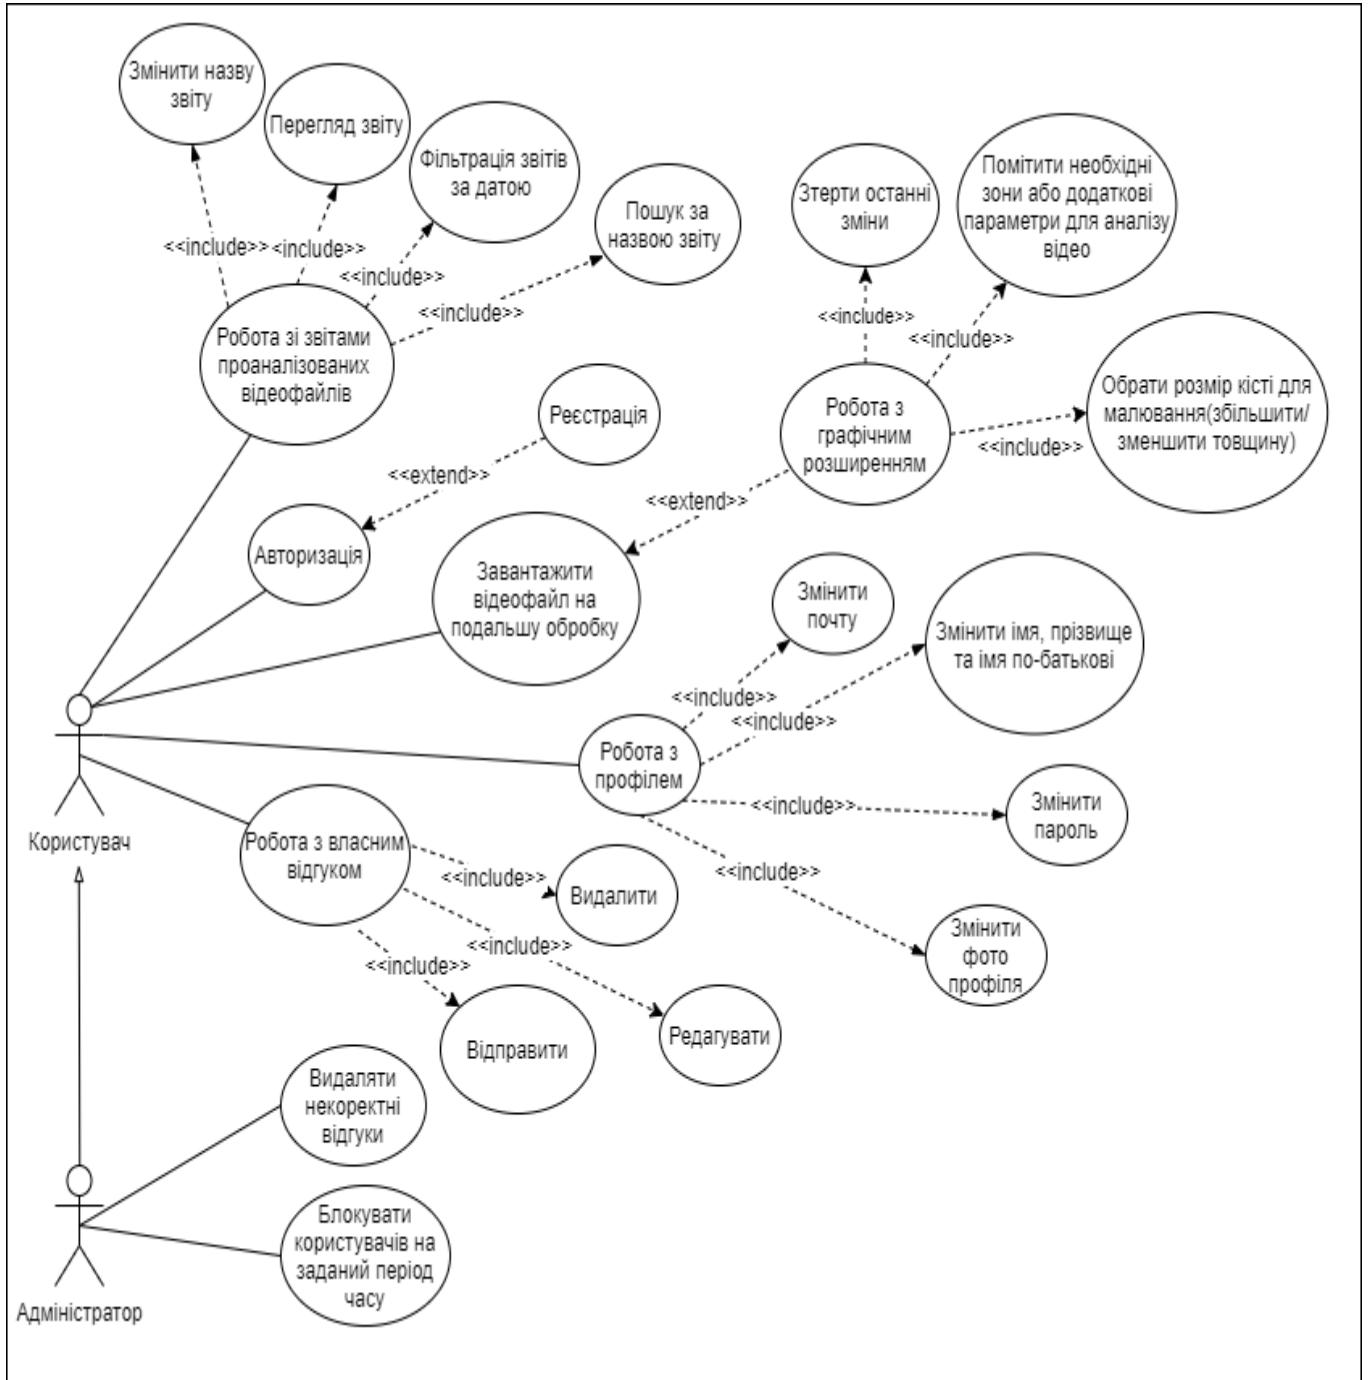 Змінити назву
звіту
Перегляд звіту
Фільтрація звітів
за датою
Пошук за
назвою звіту
Зтерти останні
зміни
Помітити необхідні
зони або додаткові
параметри для аналізу
відео
<<include>>
<<include>>
<<include>>
<<include>>
<<include>>
<<include>>
Робота зі звітами
проаналізованих
відеофайлів
Обрати розмір кісті для
малювання(збільшити/
зменшити товщину)
<<include>>
Робота з
графічним
розширенням
Реєстрація
<<extend>>
<<extend>>
Авторизація
Завантажити
відеофайл на
подальшу обробку
Змінити
почту
Змінити імя, прізвище
та імя по-батькові
<<include>>
<<include>>
Робота з
профілем
<<include>>
Змінити
пароль
Користувач
Робота з власним
відгуком
<<include>>
<<include>>
Видалити
Змінити
фото
профіля
<<include>>
<<include>>
Відправити
Редагувати
Видаляти
некоректні
відгуки
Блокувати
користувачів на
заданий період
часу
Адміністратор